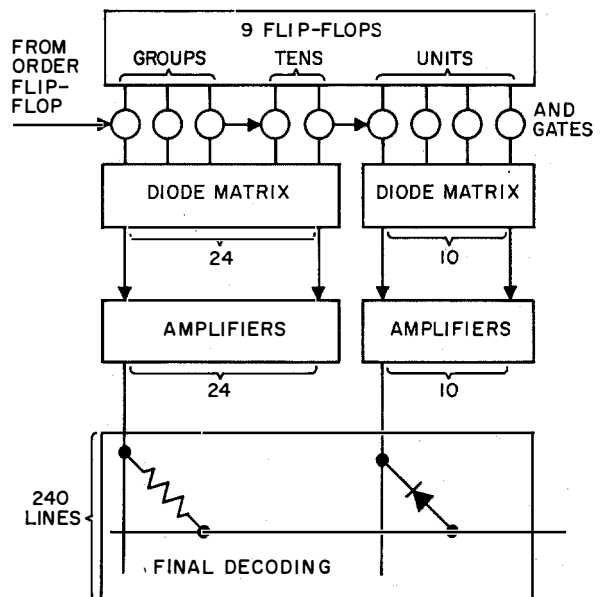 9 FLIP-FLOPS
FROM
ORDER
FLIP-
FLOP
GROUPS
TENS
UNITS
AND
GATES
DIODE MATRIX
DIODE MATRIX
24
10
AMPLIFIERS
AMPLIFIERS
24
10
240
LINES
FINAL DECODING